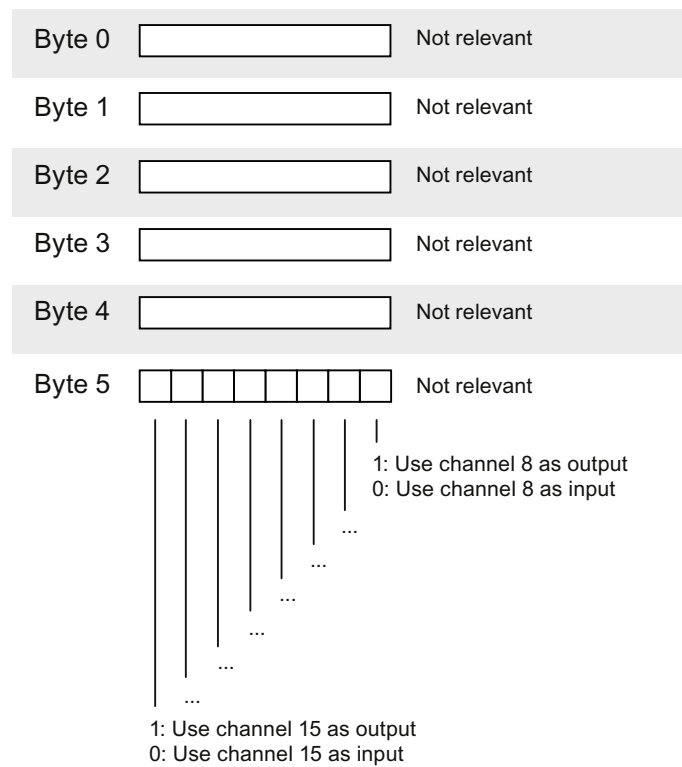 Byte 0 Not relevant
Byte 1 Not relevant
Byte 2 Not relevant
Byte 3 Not relevant
Byte 4 Not relevant
Byte 5 Not relevant
1: Use channel 8 as output
0: Use channel 8 as input
...
...
...
...
...
...
1: Use channel 15 as output
0: Use channel 15 as input